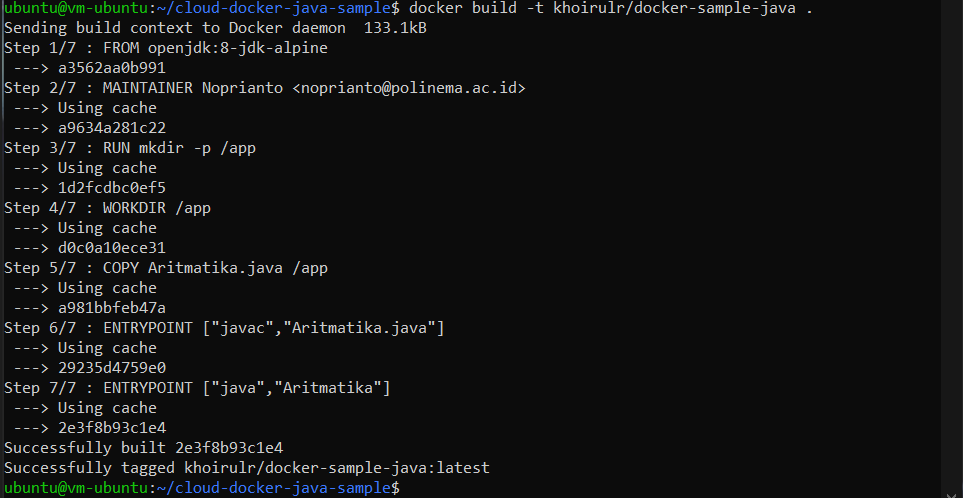 ubuntu@vm-ubuntu:~/cloud-docker-java-sample$ docker build -t khoirulr/docker-sample-java .
Sending build context to Docker daemon  133.1kB
Step 1/7 : FROM openjdk:8-jdk-alpine
 ---> a3562aa0b991
Step 2/7 : MAINTAINER Noprianto <noprianto@polinema.ac.id>
 ---> Using cache
 ---> a9634a281c22
Step 3/7 : RUN mkdir -p /app
 ---> Using cache
 ---> 1d2fcdbc0ef5
Step 4/7 : WORKDIR /app
 ---> Using cache
 ---> d0c0a10ece31
Step 5/7 : COPY Aritmatika.java /app
 ---> Using cache
 ---> a981bbfeb47a
Step 6/7 : ENTRYPOINT ["javac","Aritmatika.java"]
 ---> Using cache
 ---> 29235d4759e0
Step 7/7 : ENTRYPOINT ["java","Aritmatika"]
 ---> Using cache
 ---> 2e3f8b93c1e4
Successfully built 2e3f8b93c1e4
Successfully tagged khoirulr/docker-sample-java:latest
ubuntu@vm-ubuntu:~/cloud-docker-java-sample$